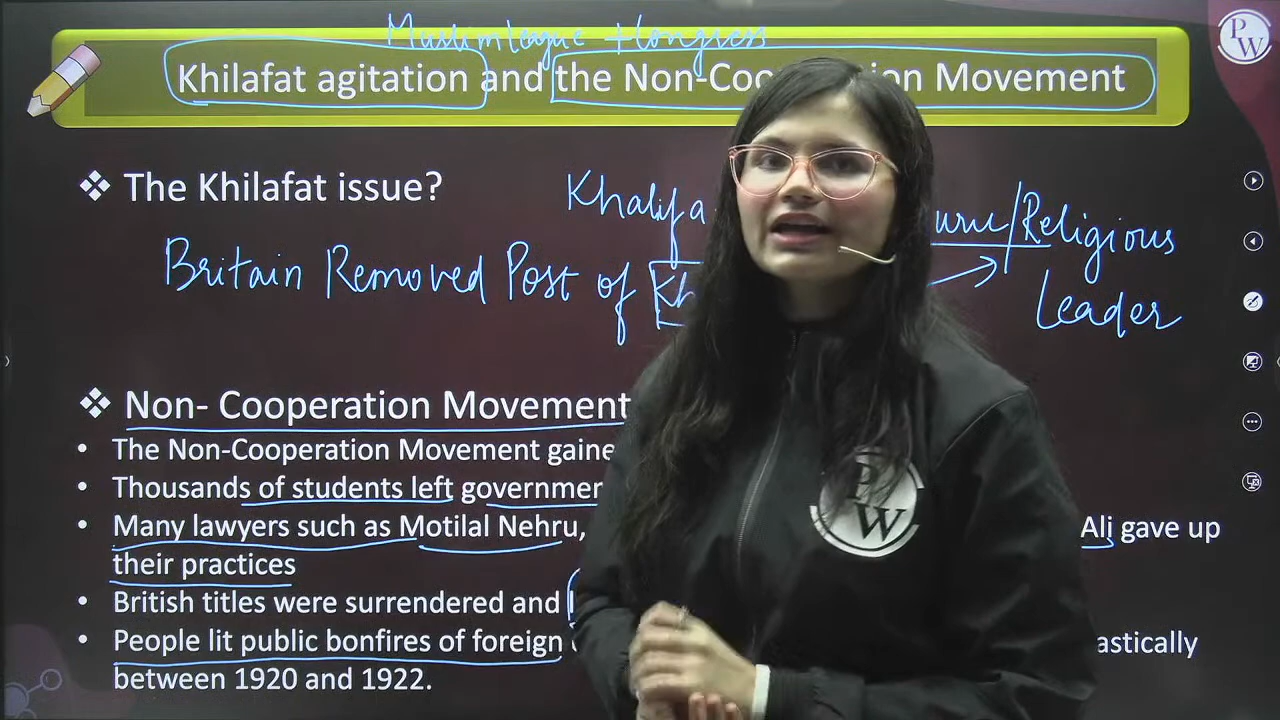 Muslim league + Congress
PW
Khilafat agitation and the Non-Coo ion Movement
❖ The Khilafat issue?
Khalifa uru/Religious
Britain Removed Post of Kh Leader
❖ Non- Cooperation Movement
• The Non-Cooperation Movement gaine
• Thousands of students left governmen
• Many lawyers such as Motilal Nehru, Ali gave up
their practices
• British titles were surrendered and
• People lit public bonfires of foreign astically
between 1920 and 1922.
PW